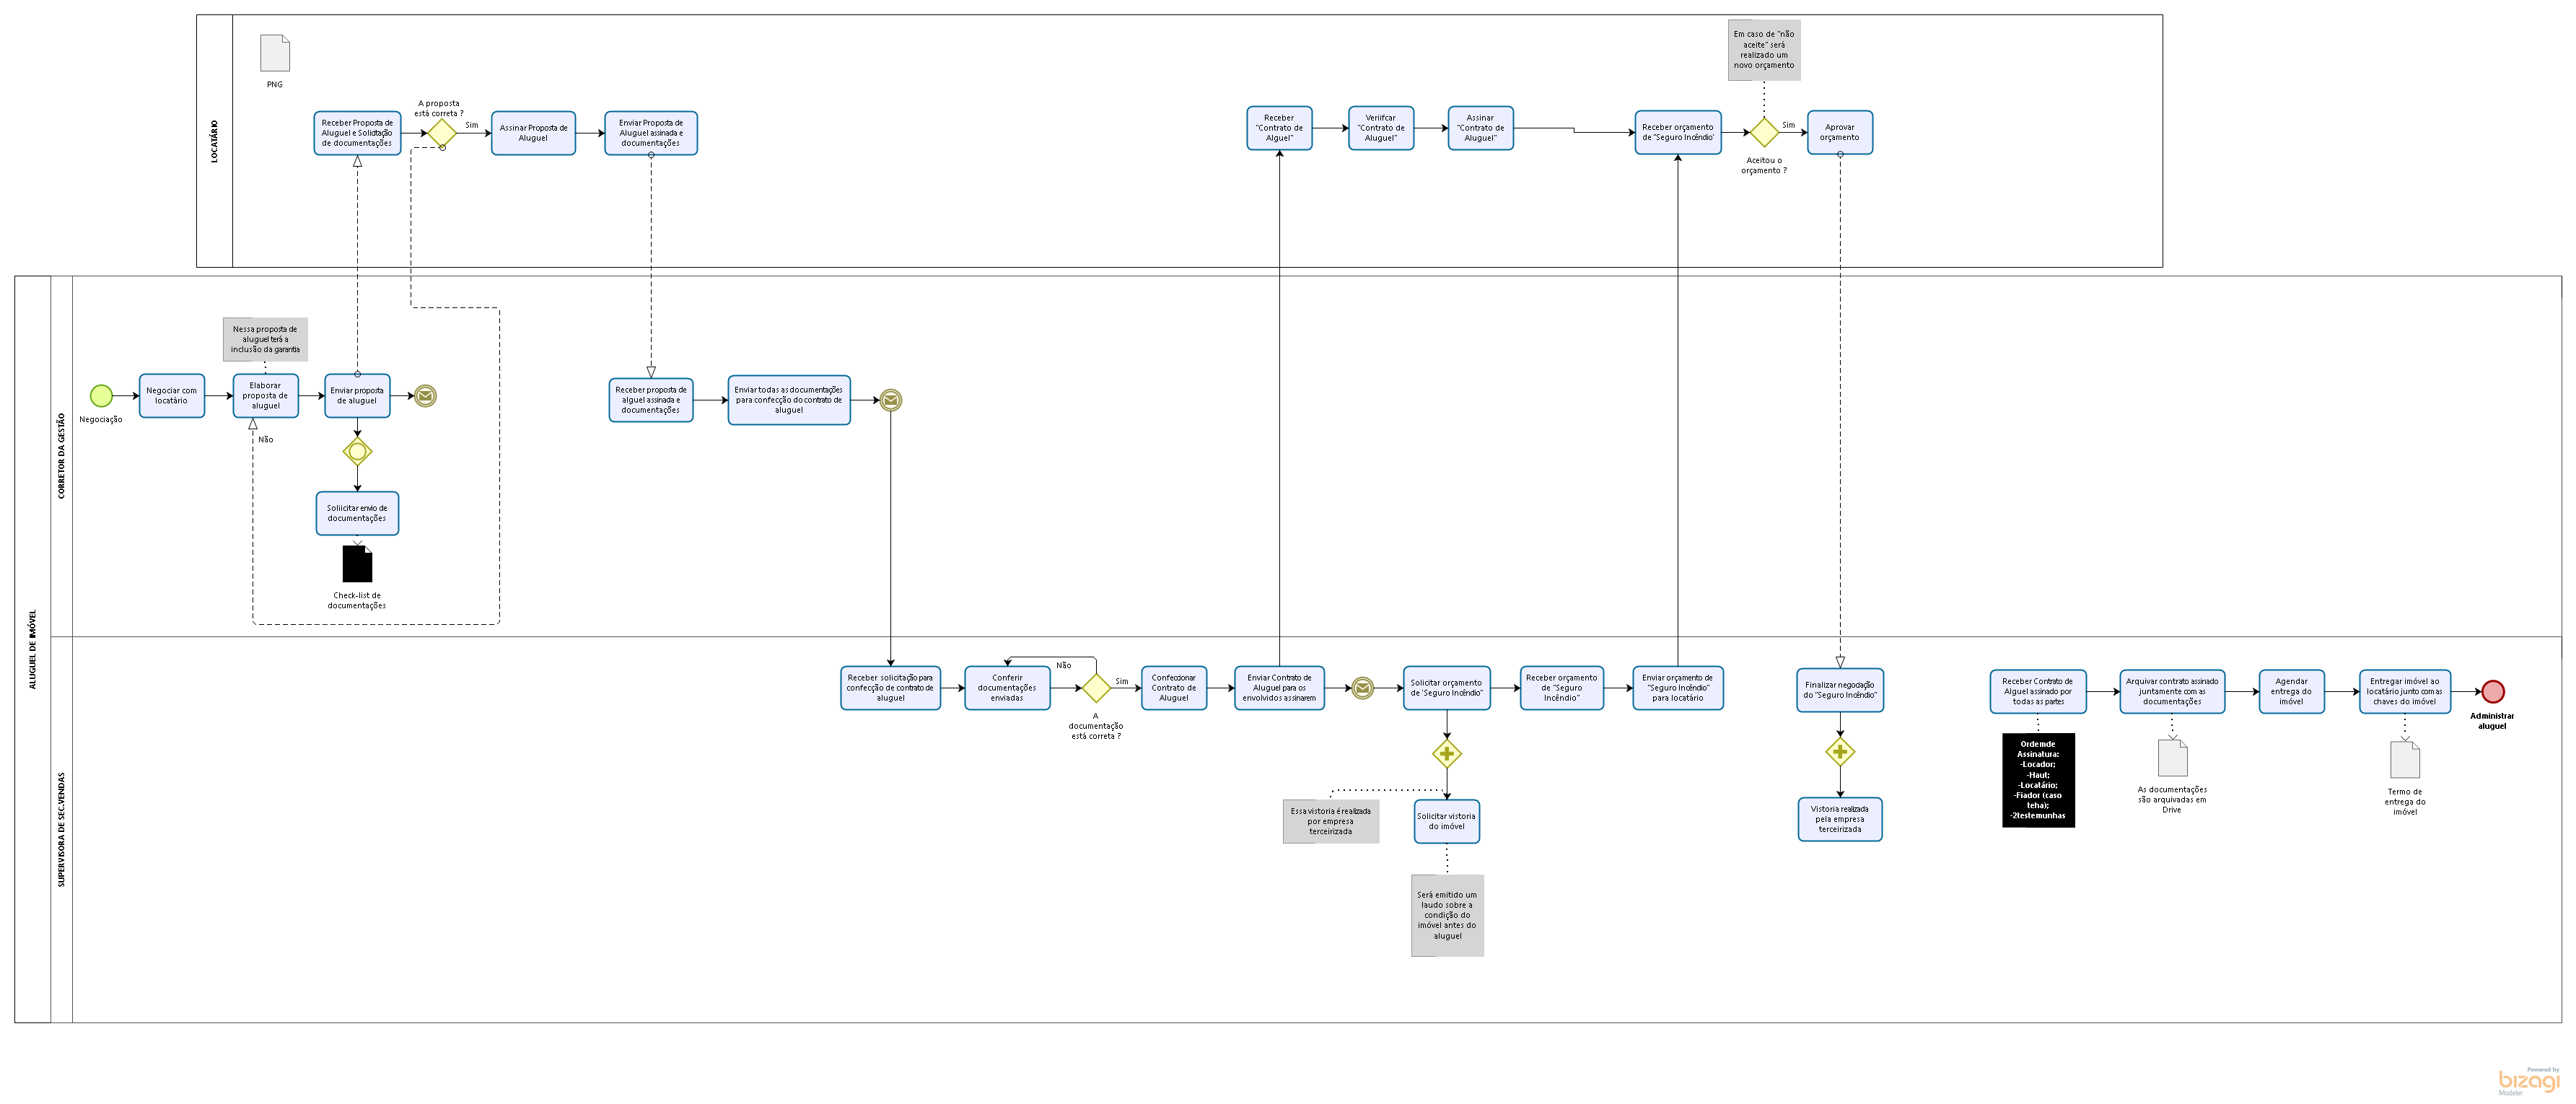 LOCATÁRIO
PNG
Receber Proposta de
Aluguel e Solicitação
de documentações
A proposta
está correta ?
Sim
Assinar Proposta de
Aluguel
Enviar Proposta de
Aluguel assinada e
documentações
Receber
"Contrato de
Alguel"
Veriifcar
"Contrato de
Aluguel"
Assinar
"Contrato de
Aluguel"
Receber orçamento
de "Seguro Incêndio"
Em caso de "não
aceite" será
realizado um
novo orçamento
Aceitou o
orçamento ?
Sim
Aprovar
orçamento
ALUGUEL DE IMÓVEL
CORRETOR DA GESTÃO
Negociação
Negociar com
locatário
Nessa proposta de
aluguel terá a
inclusão da garantia
Elaborar
proposta de
aluguel
Não
Enviar proposta
de aluguel
Soliicitar envio de
documentações
Check-list de
documentações
Receber proposta de
alguel assinada e
documentações
Enviar todas as documentações
para confecção do contrato de
aluguel
SUPERVISORA DE SEC.VENDAS
Receber solicitação para
confecção de contrato de
aluguel
Conferir
documentações
enviadas
Não
A
documentação
está correta ?
Sim
Confeccionar
Contrato de
Aluguel
Enviar Contrato de
Aluguel para os
envolvidos assinarem
Solicitar orçamento
de 'Seguro Incêndio"
Receber orçamento
de "Seguro
Incêndio"
Enviar orçamento de
"Seguro Incêndio"
para locatário
Essa vistoria é realizada
por empresa
terceirizada
Solicitar vistoria
do imóvel
Será emitido um
laudo sobre a
condição do
imóvel antes do
aluguel
Finalizar negociação
do "Seguro Incêndio"
Vistoria realizada
pela empresa
terceirizada
Receber Contrato de
Alguel assinado por
todas as partes
Ordemde
Assinatura:
-Locador;
-Haut;
-Locatário;
-Fiador (caso
teha);
-2testemunhas
Arquivar contrato assinado
juntamente com as
documentações
As documentações
são arquivadas em
Drive
Agendar
entrega do
imóvel
Entregar imóvel ao
locatário junto com as
chaves do imóvel
Termo de
entrega do
imóvel
Administrar
aluguel
Powered by
bizagi
Modeler